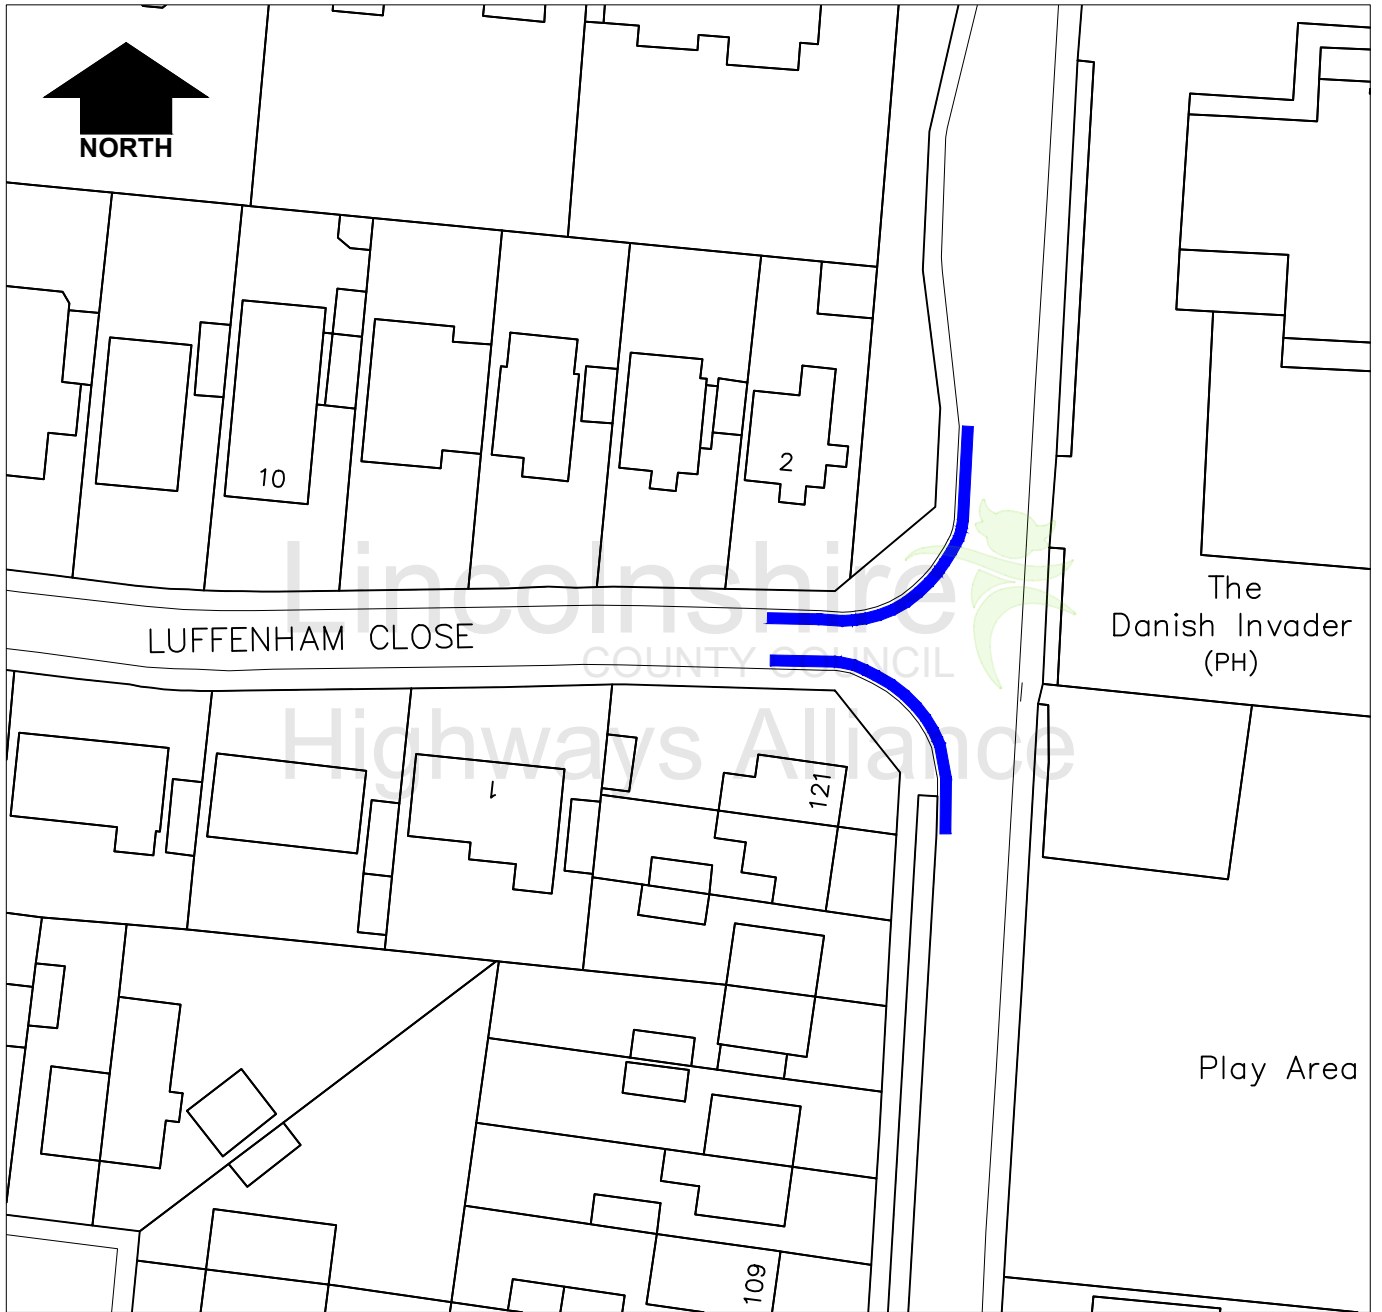 NORTH
10
2
Lincolnshire
COUNTY COUNCIL
Highways Alliance
LUFFENHAM CLOSE
The
Danish Invader
(PH)
1
121
Play Area
109